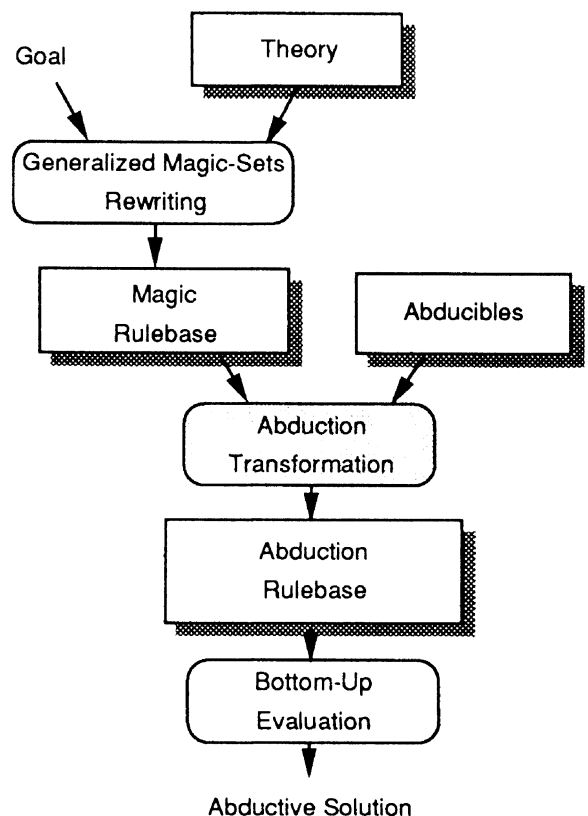 Goal
Theory
Generalized Magic-Sets
Rewriting
Magic
Rulebase
Abducibles
Abduction
Transformation
Abduction
Rulebase
Bottom-Up
Evaluation
Abductive Solution